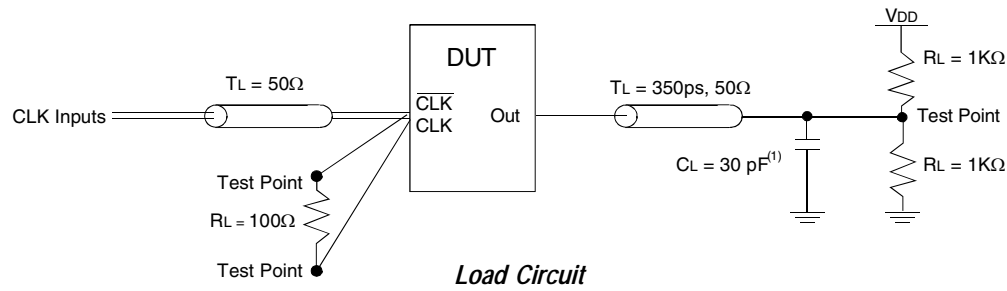 VDD
DUT
RL = 1KΩ
TL = 50Ω
TL = 350ps, 50Ω
CLK
CLK Inputs
CLK
Out
Test Point
CL = 30 pF(1)
RL = 1KΩ
Test Point
RL = 100Ω
Test Point
Load Circuit